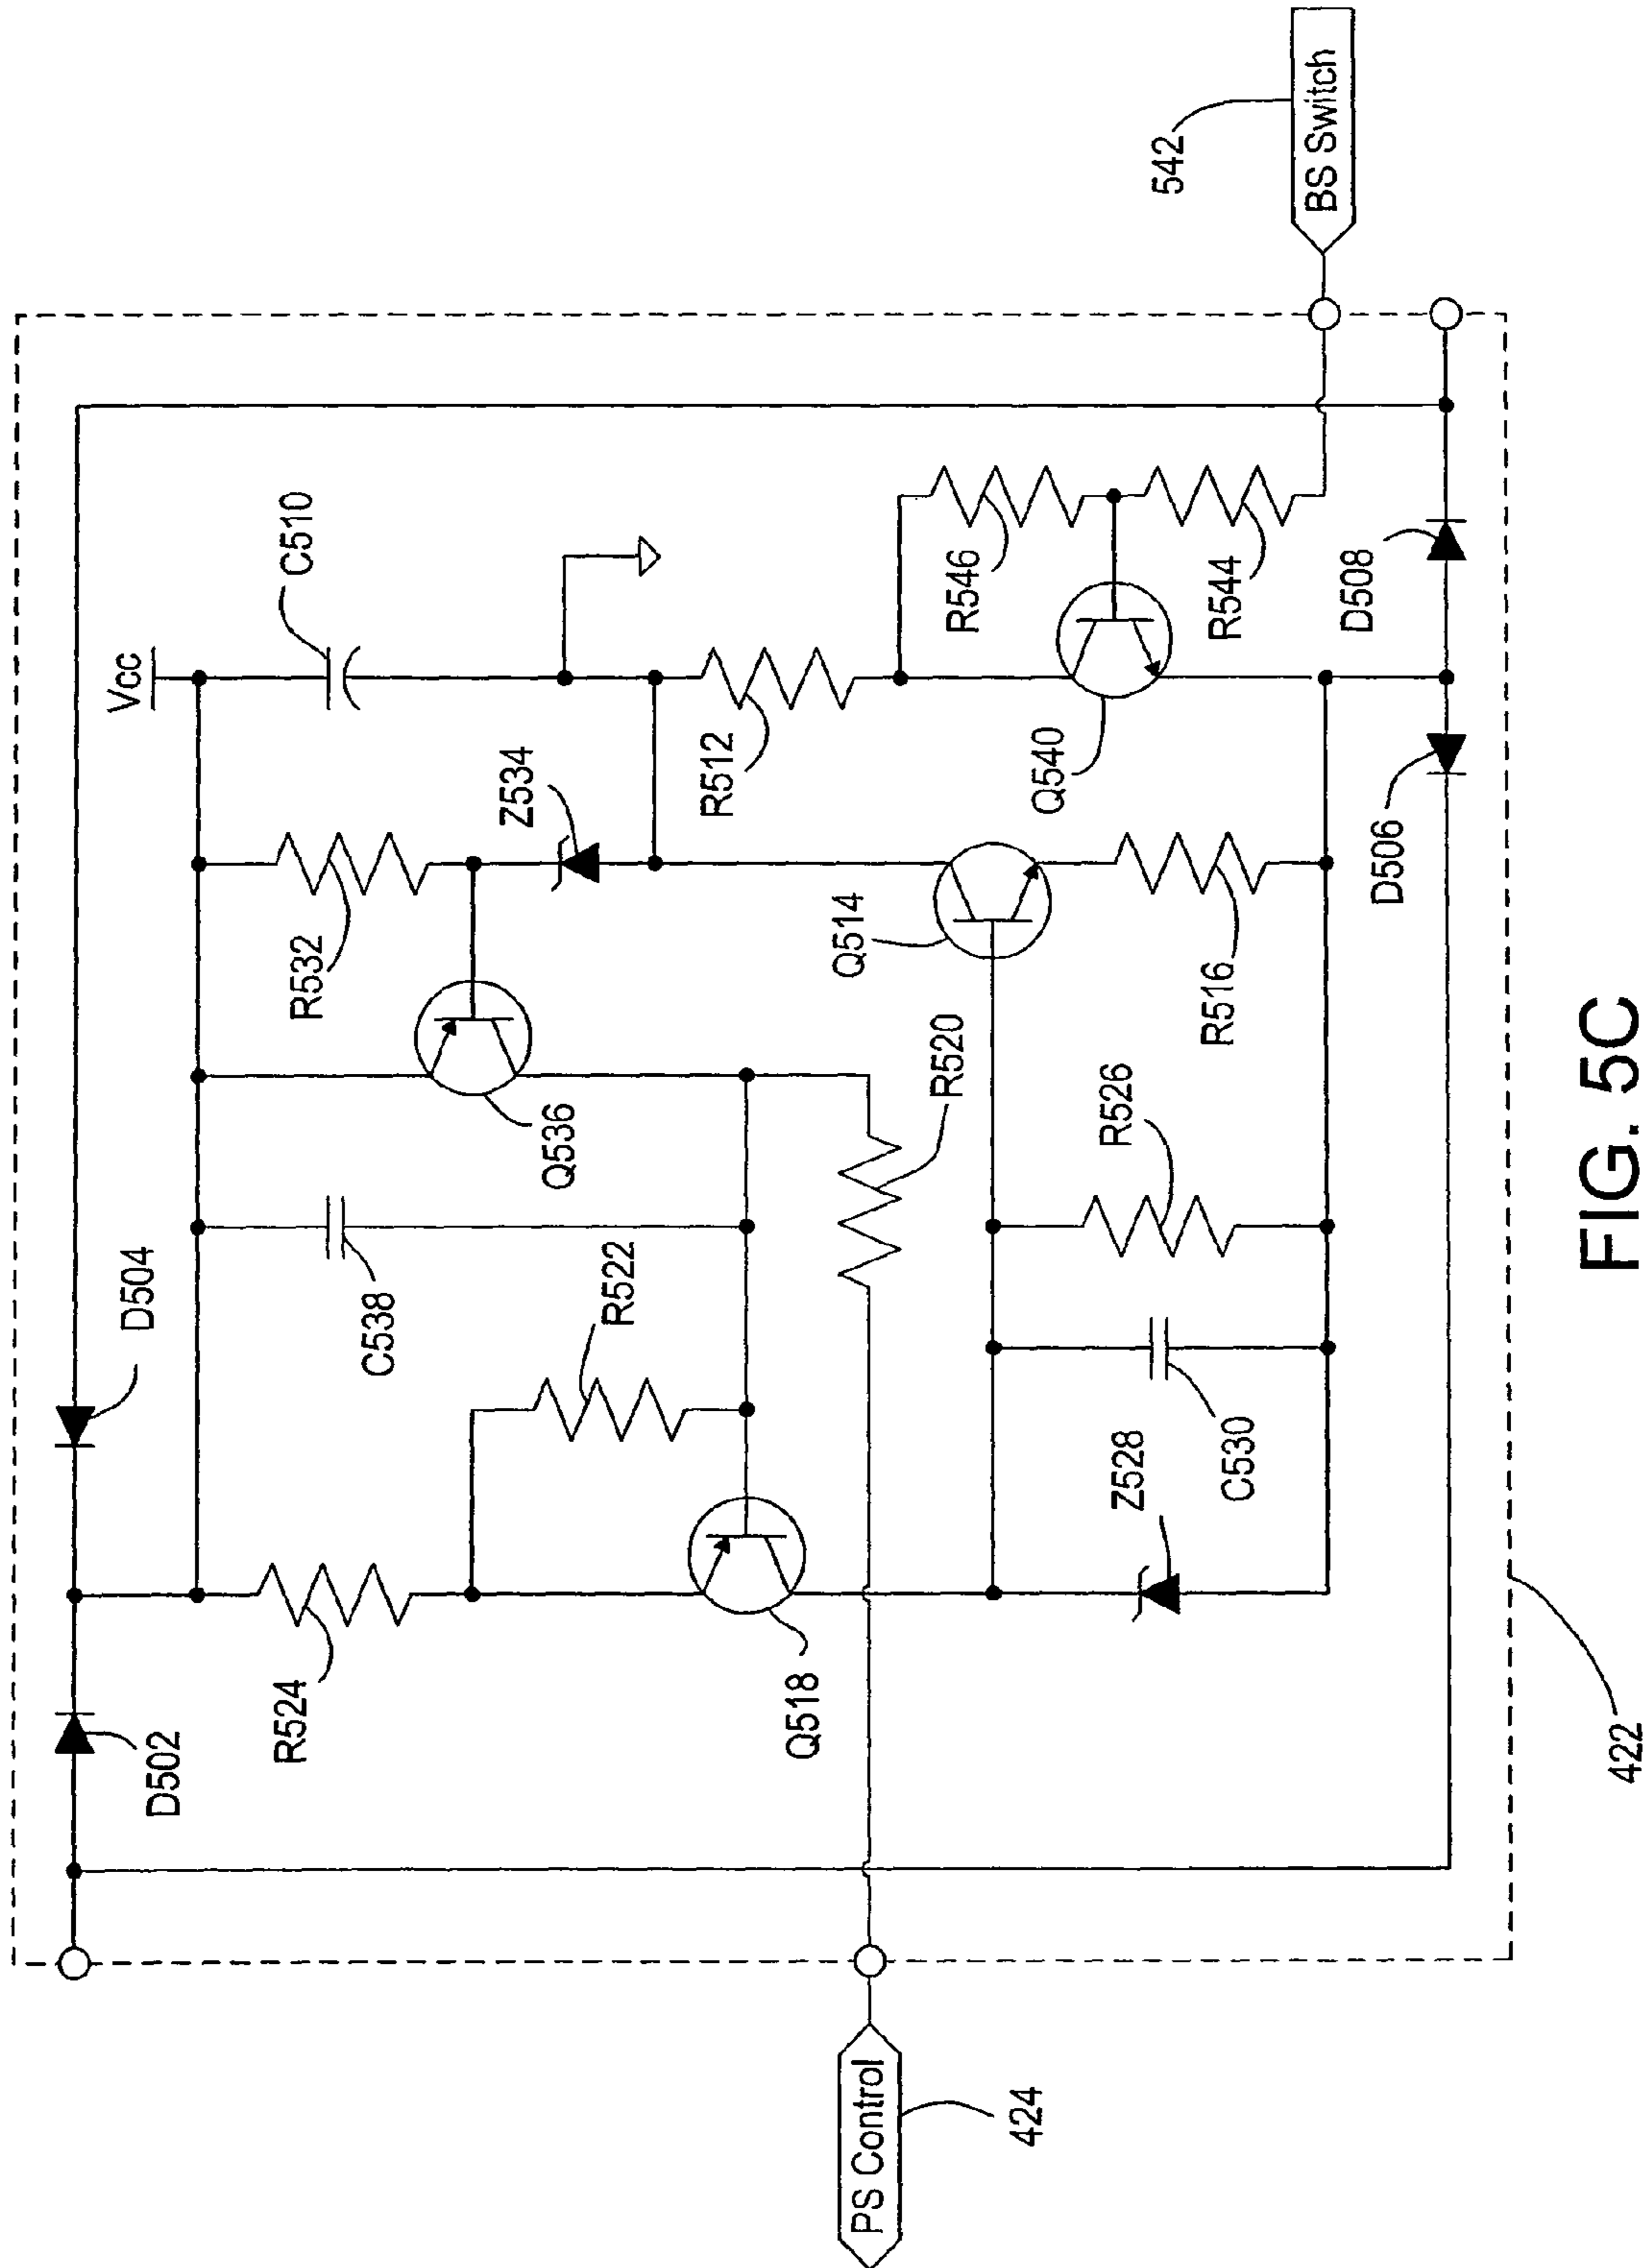 D502
D504
Vcc
C510
R524
R522
C538
R532
Q536
Z534
R512
Q518
R520
Q514
Q540
R546
R544
542
BS Switch
PS Control
424
Z528
C530
R526
R516
D506
D508
422
FIG. 5C